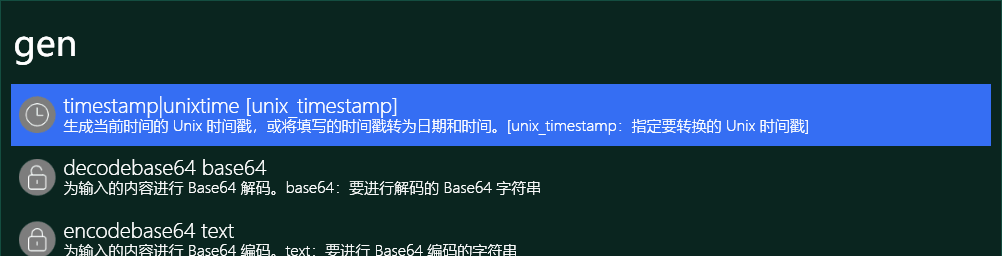 gen
timestamp|unixtime [unix_timestamp]
生成当前时间的 Unix 时间戳，或将填写的时间戳转为日期和时间。[unix_timestamp：指定要转换的 Unix 时间戳]
decodebase64 base64
为输入的内容进行 Base64 解码。base64：要进行解码的 Base64 字符串
encodebase64 text
为输入的内容进行 Base64 编码。text：要进行 Base64 编码的字符串